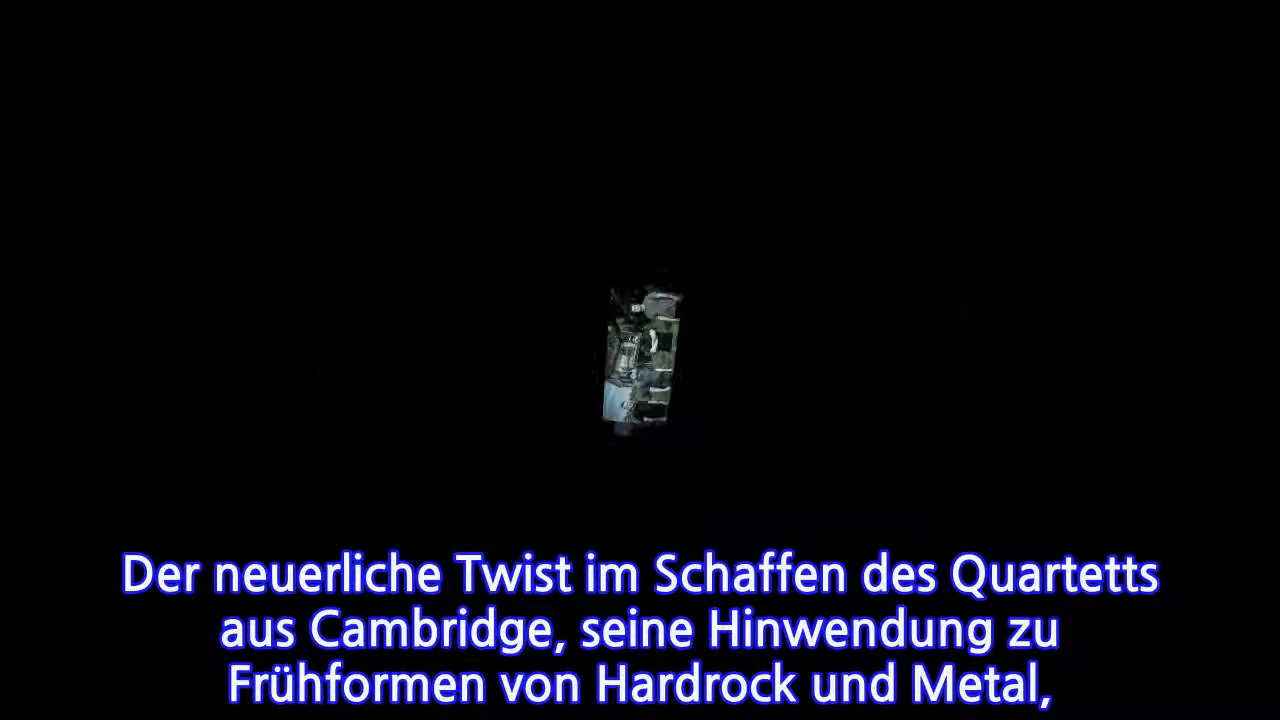 Der neuerliche Twist im Schaffen des Quartetts
aus Cambridge, seine Hinwendung zu
Frühformen von Hardrock und Metal,